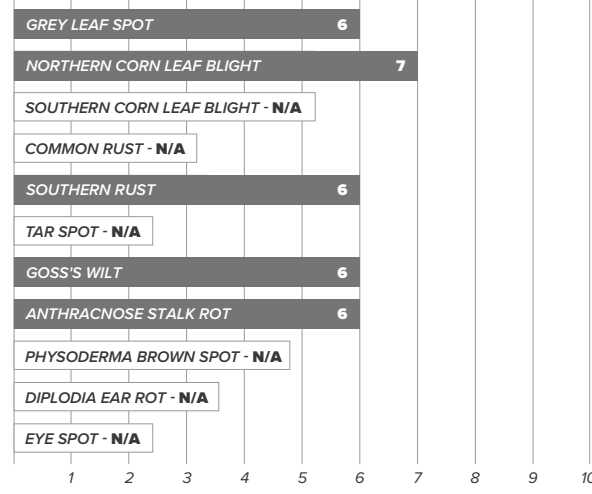 GREY LEAF SPOT 6
NORTHERN CORN LEAF BLIGHT 7
SOUTHERN CORN LEAF BLIGHT - N/A
COMMON RUST - N/A
SOUTHERN RUST 6
TAR SPOT - N/A
GOSS'S WILT 6
ANTHRACNOSE STALK ROT 6
PHYSODERMA BROWN SPOT - N/A
DIPLODIA EAR ROT - N/A
EYE SPOT - N/A
1 2 3 4 5 6 7 8 9 10